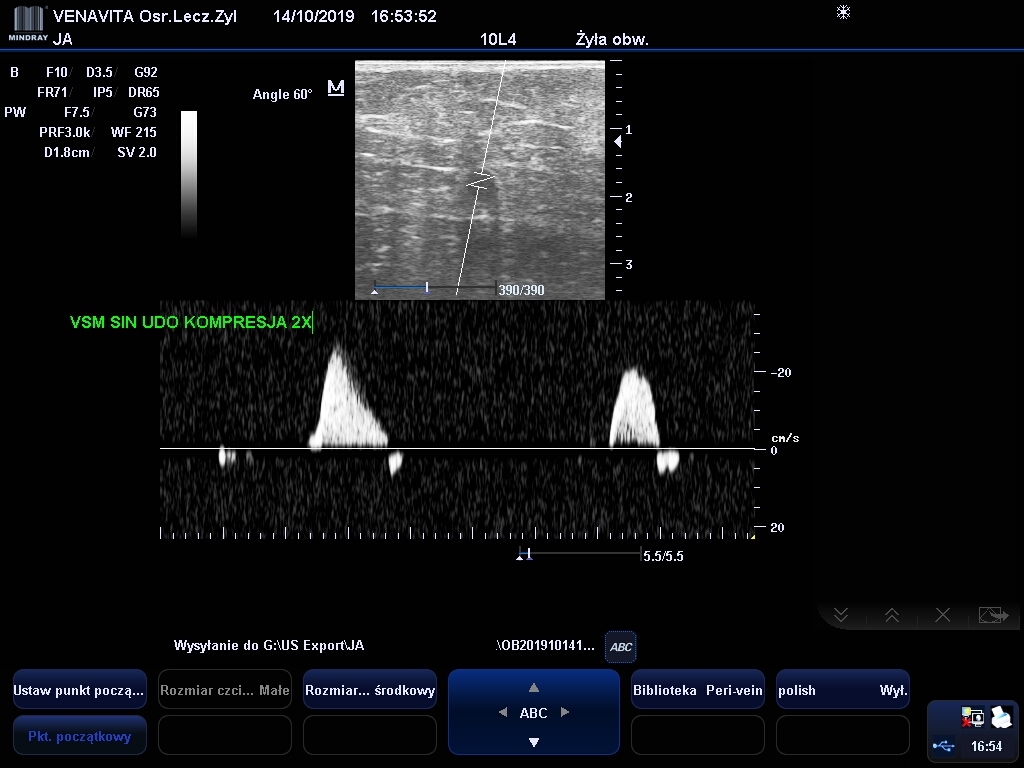 VENAVITA Osr.Lecz.Zyl 14/10/2019 16:53:52
MINDRAY JA 10L4 Żyła obw.
B F10/ D3.5/ G92
FR71/ IP5/ DR65
PW F7.5/ G73
PRF3.0k/ WF 215
D1.8cm/ SV 2.0
Angle 60°
M
1
2
3
390/390
VSM SIN UDO KOMPRESJA 2X
-20
cm/s
0
20
5.5/5.5
Wysyłanie do G:\US Export\JA \OB201910141... ABC
Ustaw punkt począ... Rozmiar czci... Małe Rozmiar... środkowy ABC Biblioteka Peri-vein polish Wył.
Pkt. początkowy
16:54